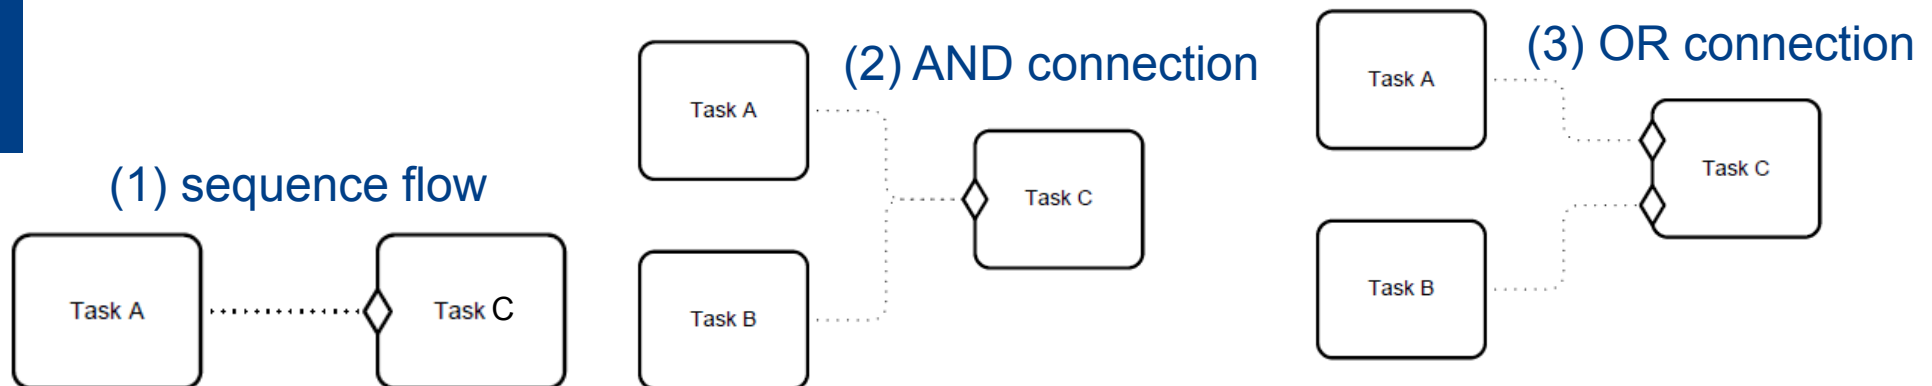 (1) sequence flow
Task A
Task C
(2) AND connection
Task A
Task C
Task B
(3) OR connection
Task A
Task C
Task B